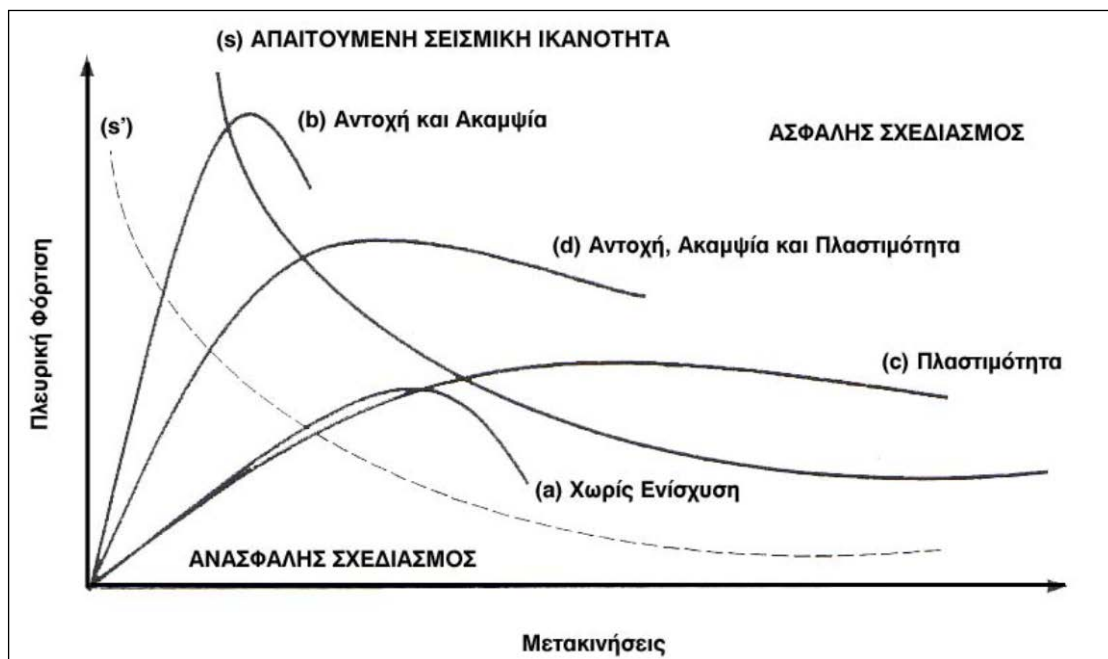 (s) ΑΠΑΙΤΟΥΜΕΝΗ ΣΕΙΣΜΙΚΗ ΙΚΑΝΟΤΗΤΑ
(s')
(b) Αντοχή και Ακαμψία
ΑΣΦΑΛΗΣ ΣΧΕΔΙΑΣΜΟΣ
(d) Αντοχή, Ακαμψία και Πλαστιμότητα
Πλευρική Φόρτιση
(c) Πλαστιμότητα
(a) Χωρίς Ενίσχυση
ΑΝΑΣΦΑΛΗΣ ΣΧΕΔΙΑΣΜΟΣ
Μετακινήσεις